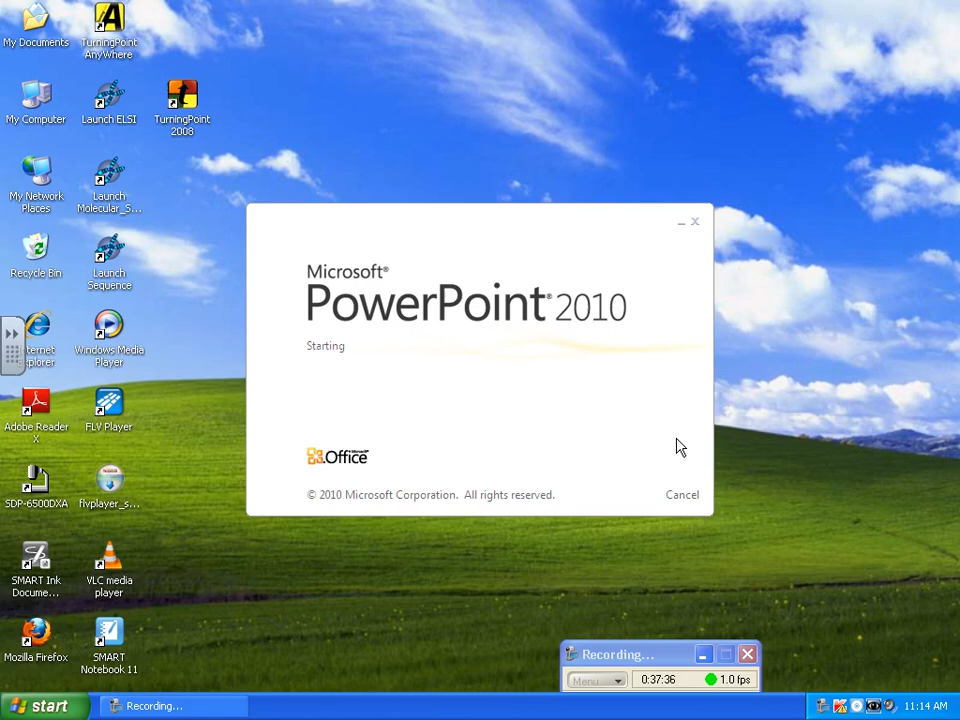 My Documents
TurningPoint
AnyWhere
My Computer
Launch ELSI
TurningPoint
2008
My Network
Places
Launch
Molecular_S...
Recycle Bin
Launch
Sequence
Internet
Explorer
Windows Media
Player
Adobe Reader
X
FLV Player
SDP-6500DXA
flvplayer_s...
SMART Ink
Docume...
VLC media
player
Mozilla Firefox
SMART
Notebook 11
Microsoft®
PowerPoint® 2010
Starting
Office
© 2010 Microsoft Corporation. All rights reserved.
Cancel
Recording...
Menu
0:37:36
1.0 fps
start
Recording...
11:14 AM